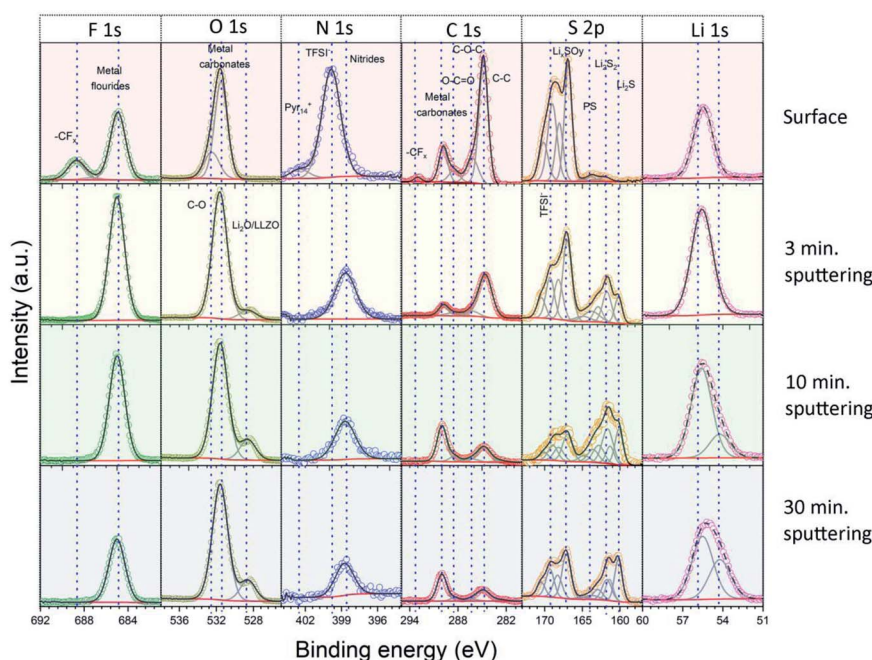 F 1s O 1s N 1s C 1s S 2p Li 1s
Metal
flourides
-CFₓ
Metal
carbonates
TFSI⁻
Nitrides
Pyr₁₄⁺
C-O-C
O-C=O
C-C
Metal
carbonates
-CFₓ
LiₓSOy
Li₂S₂
PS
Li₂S
Surface
C-O
Li₂O/LLZO
TFSI⁻
3 min.
sputtering
10 min.
sputtering
30 min.
sputtering
Intensity (a.u.)
692 688 684 536 532 528 402 399 396 294 288 282 170 165 160 60 57 54 51
Binding energy (eV)